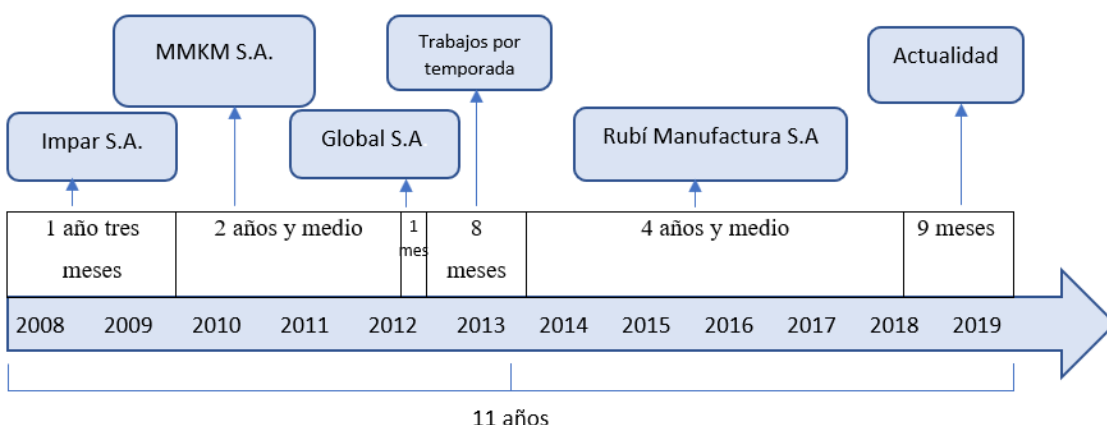 MMKM S.A.
Trabajos por
temporada
Actualidad
Impar S.A.
Global S.A.
Rubí Manufactura S.A
1 año tres
meses
2 años y medio
1
mes
8
meses
4 años y medio
9 meses
2008 2009 2010 2011 2012 2013 2014 2015 2016 2017 2018 2019
11 años